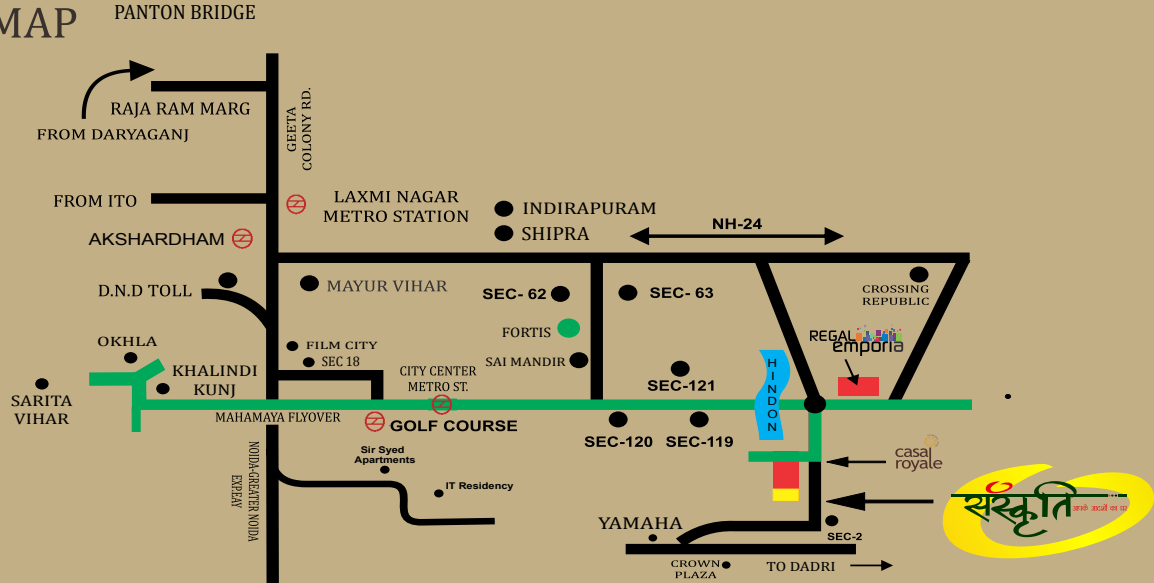 MAP
PANTON BRIDGE
RAJA RAM MARG
FROM DARYAGANJ
GEETA
COLONY RD.
FROM ITO
LAXMI NAGAR
METRO STATION
INDIRAPURAM
SHIPRA
NH-24
AKSHARDHAM
D.N.D TOLL
MAYUR VIHAR
SEC- 62
SEC- 63
CROSSING
REPUBLIC
FORTIS
REGAL
emporia
OKHLA
FILM CITY
SEC 18
SAI MANDIR
KHALINDI
KUNJ
CITY CENTER
METRO ST.
SEC-121
HINDON
SARITA
VIHAR
MAHAMAYA FLYOVER
GOLF COURSE
SEC-120
SEC-119
NOIDA-GREATER NOIDA
EXPEAY
Sir Syed
Apartments
IT Residency
casa
royale
संस्कृति
आपके आदर्शों का घर
YAMAHA
SEC-2
CROWN
PLAZA
TO DADRI